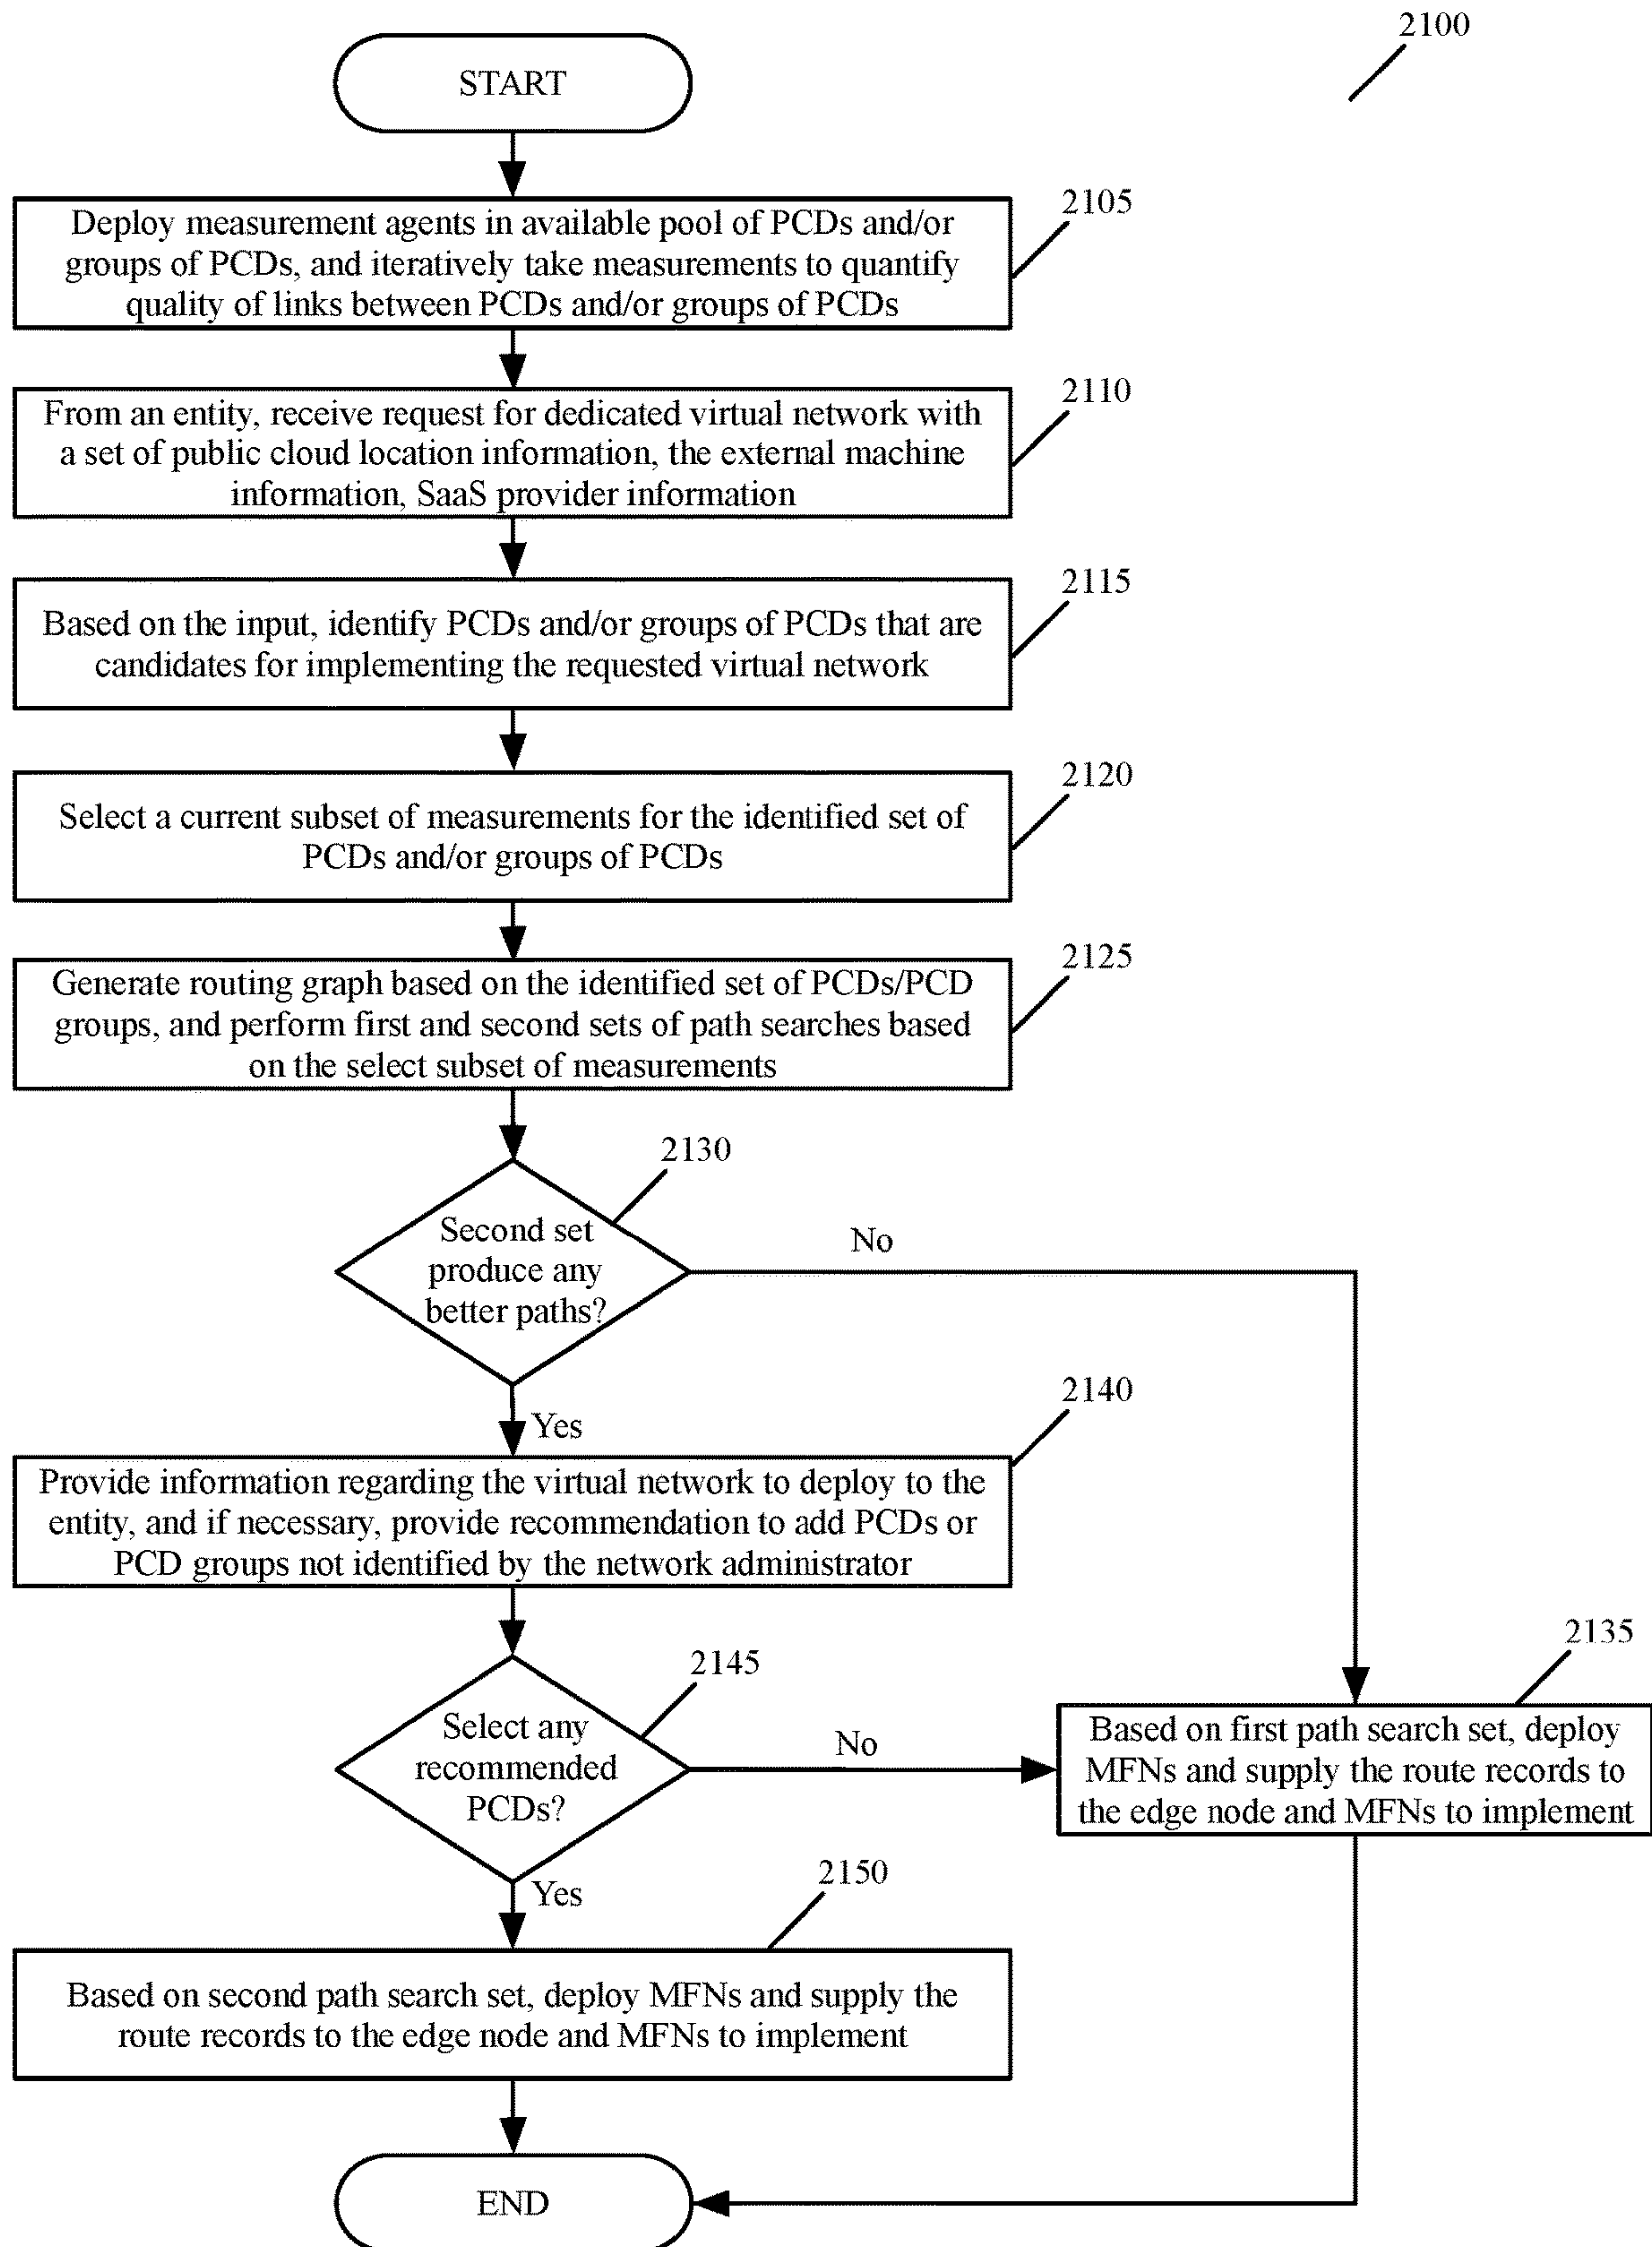 2100
START
2105
Deploy measurement agents in available pool of PCDs and/or
groups of PCDs, and iteratively take measurements to quantify
quality of links between PCDs and/or groups of PCDs
2110
From an entity, receive request for dedicated virtual network with
a set of public cloud location information, the external machine
information, SaaS provider information
2115
Based on the input, identify PCDs and/or groups of PCDs that are
candidates for implementing the requested virtual network
2120
Select a current subset of measurements for the identified set of
PCDs and/or groups of PCDs
2125
Generate routing graph based on the identified set of PCDs/PCD
groups, and perform first and second sets of path searches based
on the select subset of measurements
2130
Second set
produce any
better paths?
No
Yes
2140
Provide information regarding the virtual network to deploy to the
entity, and if necessary, provide recommendation to add PCDs or
PCD groups not identified by the network administrator
2145
Select any
recommended
PCDs?
No
2135
Based on first path search set, deploy
MFNs and supply the route records to
the edge node and MFNs to implement
Yes
2150
Based on second path search set, deploy MFNs and supply the
route records to the edge node and MFNs to implement
END